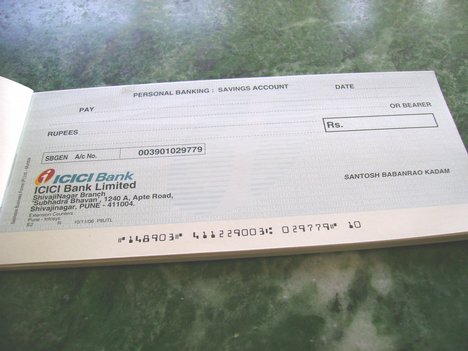 PERSONAL BANKING : SAVINGS ACCOUNT DATE
PAY OR BEARER
RUPEES Rs.
SBGEN A/c No. 003901029779
ICICI Bank
ICICI Bank Limited
ShivajiNagar Branch
'Subhadra Bhavan', 1240 A, Apte Road,
Shivajinagar, PUNE - 411004.
Extension Counters
Pune - Infosys
SANTOSH BABANRAO KADAM
⑈148903⑈ 411229003⑆ 029779⑈ 10